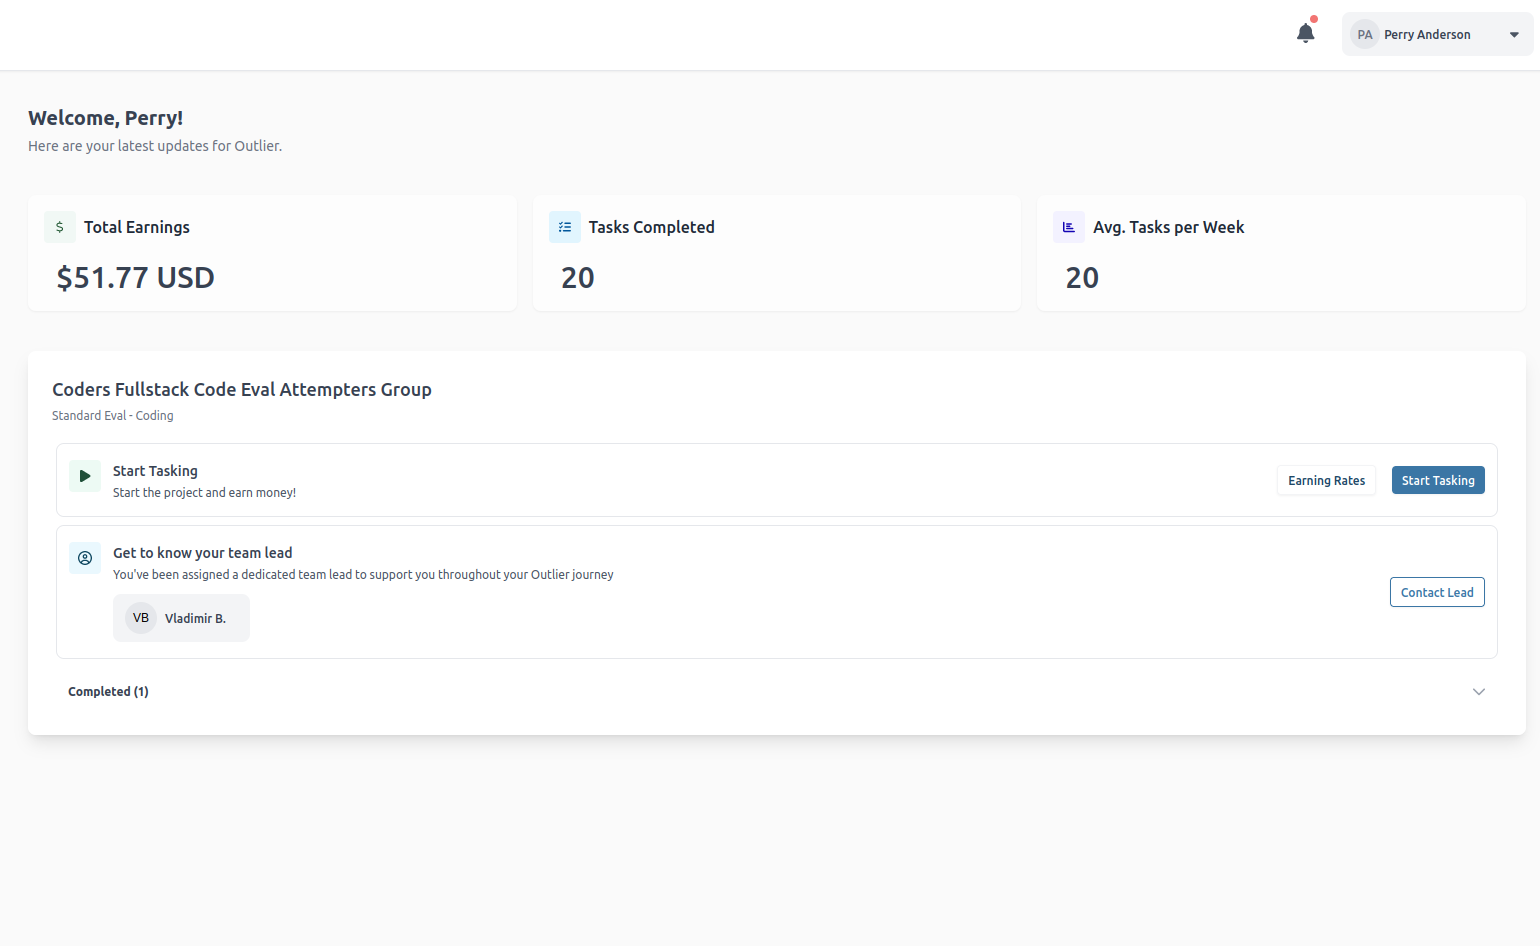 PA Perry Anderson
Welcome, Perry!
Here are your latest updates for Outlier.
$ Total Earnings
$51.77 USD
Tasks Completed
20
Avg. Tasks per Week
20
Coders Fullstack Code Eval Attempters Group
Standard Eval - Coding
Start Tasking
Start the project and earn money!
Earning Rates
Start Tasking
Get to know your team lead
You've been assigned a dedicated team lead to support you throughout your Outlier journey
VB Vladimir B.
Contact Lead
Completed (1)